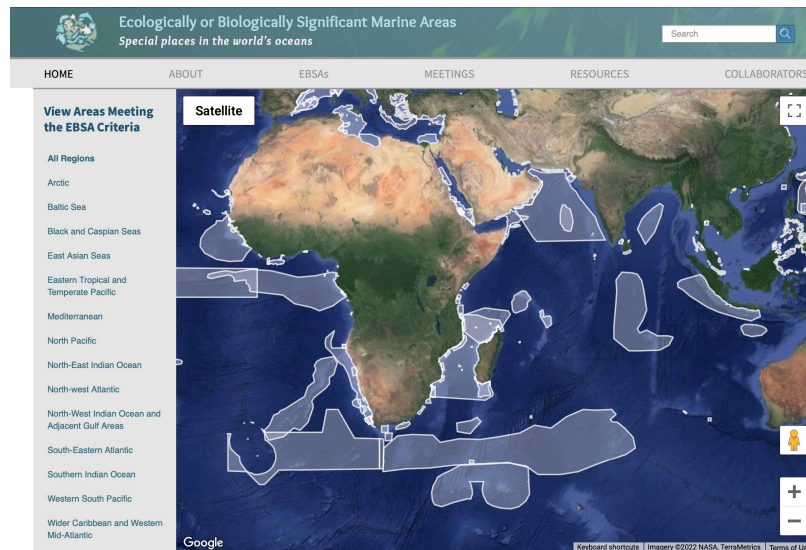 Ecologically or Biologically Significant Marine Areas
Special places in the world's oceans
Search
HOME
ABOUT
EBSAs
MEETINGS
RESOURCES
COLLABORATORS
View Areas Meeting
the EBSA Criteria
All Regions
Arctic
Baltic Sea
Black and Caspian Seas
East Asian Seas
Eastern Tropical and
Temperate Pacific
Mediterranean
North Pacific
North-East Indian Ocean
North-west Atlantic
North-West Indian Ocean and
Adjacent Gulf Areas
South-Eastern Atlantic
Southern Indian Ocean
Western South Pacific
Wider Caribbean and Western
Mid-Atlantic
Satellite
Google
Keyboard shortcuts
Imagery ©2022 NASA, TerraMetrics
Terms of Us